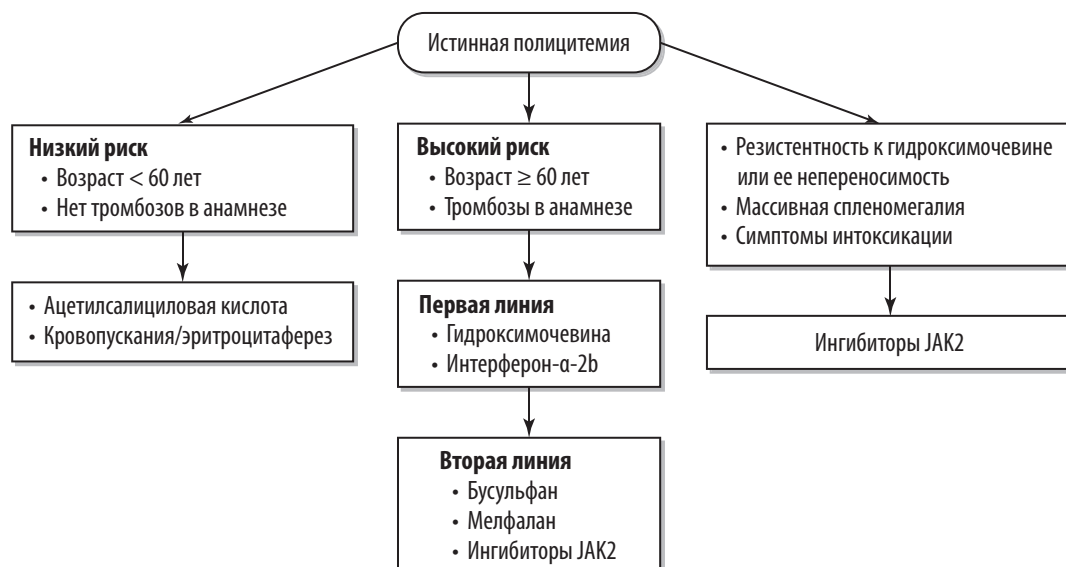 Истинная полицитемия
Низкий риск
• Возраст < 60 лет
• Нет тромбозов в анамнезе
• Ацетилсалициловая кислота
• Кровопускания/эритроцитаферез
Высокий риск
• Возраст ≥ 60 лет
• Тромбозы в анамнезе
Первая линия
• Гидроксимочевина
• Интерферон-α-2b
Вторая линия
• Бусульфан
• Мелфалан
• Ингибиторы JAK2
• Резистентность к гидроксимочевине
или ее непереносимость
• Массивная спленомегалия
• Симптомы интоксикации
Ингибиторы JAK2